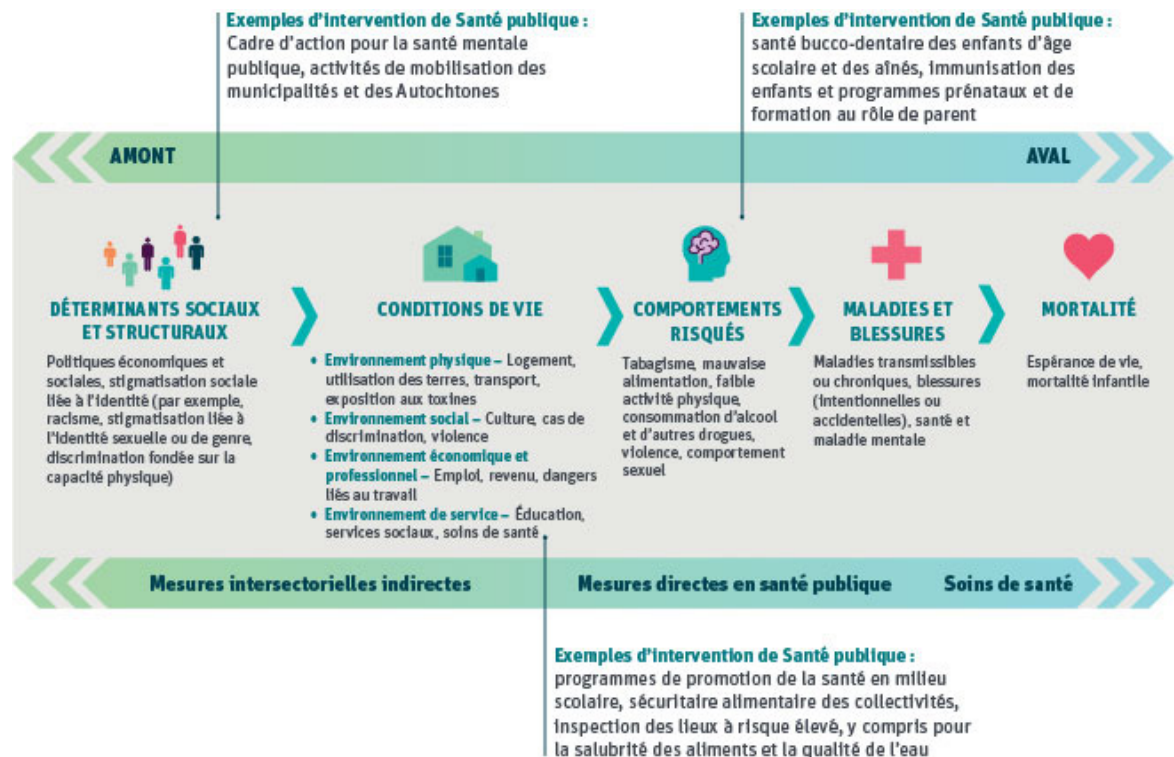 Exemples d'intervention de Santé publique :
Cadre d'action pour la santé mentale
publique, activités de mobilisation des
municipalités et des Autochtones
Exemples d'intervention de Santé publique :
santé bucco-dentaire des enfants d'âge
scolaire et des aînés, immunisation des
enfants et programmes prénataux et de
formation au rôle de parent
AMONT
AVAL
DÉTERMINANTS SOCIAUX
ET STRUCTURAUX
Politiques économiques et
sociales, stigmatisation sociale
liée à l'identité (par exemple,
racisme, stigmatisation liée à
l'identité sexuelle ou de genre,
discrimination fondée sur la
capacité physique)
CONDITIONS DE VIE
• Environnement physique – Logement,
utilisation des terres, transport,
exposition aux toxines
• Environnement social – Culture, cas de
discrimination, violence
• Environnement économique et
professionnel – Emploi, revenu, dangers
liés au travail
• Environnement de service – Éducation,
services sociaux, soins de santé
COMPORTEMENTS
RISQUÉS
Tabagisme, mauvaise
alimentation, faible
activité physique,
consommation d'alcool
et d'autres drogues,
violence, comportement
sexuel
MALADIES ET
BLESSURES
Maladies transmissibles
ou chroniques, blessures
(intentionnelles ou
accidentelles), santé et
maladie mentale
MORTALITÉ
Espérance de vie,
mortalité infantile
Mesures intersectorielles indirectes
Mesures directes en santé publique
Soins de santé
Exemples d'intervention de Santé publique :
programmes de promotion de la santé en milieu
scolaire, sécuritaire alimentaire des collectivités,
inspection des lieux à risque élevé, y compris pour
la salubrité des aliments et la qualité de l'eau